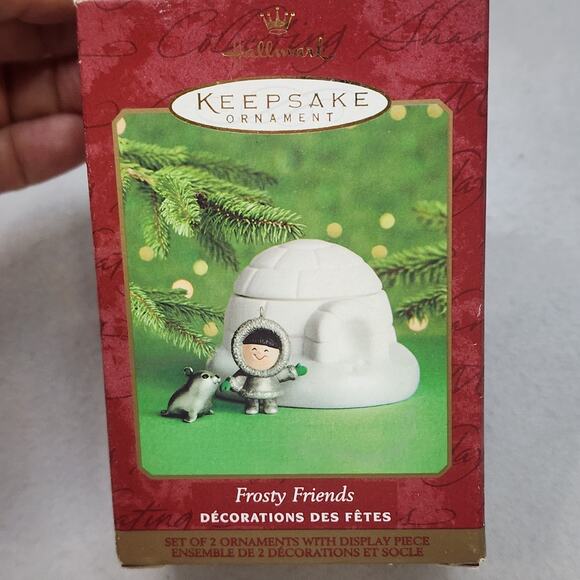 Hallmark
KEEPSAKE
ORNAMENT
Frosty Friends
DÉCORATIONS DES FÊTES
SET OF 2 ORNAMENTS WITH DISPLAY PIECE
ENSEMBLE DE 2 DÉCORATIONS ET SOCLE